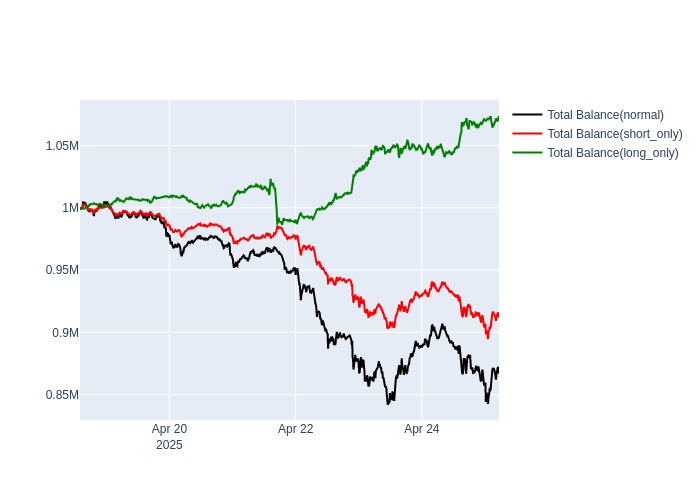 Total Balance(normal)
Total Balance(short_only)
Total Balance(long_only)
1.05M
1M
0.95M
0.9M
0.85M
Apr 20
2025
Apr 22
Apr 24